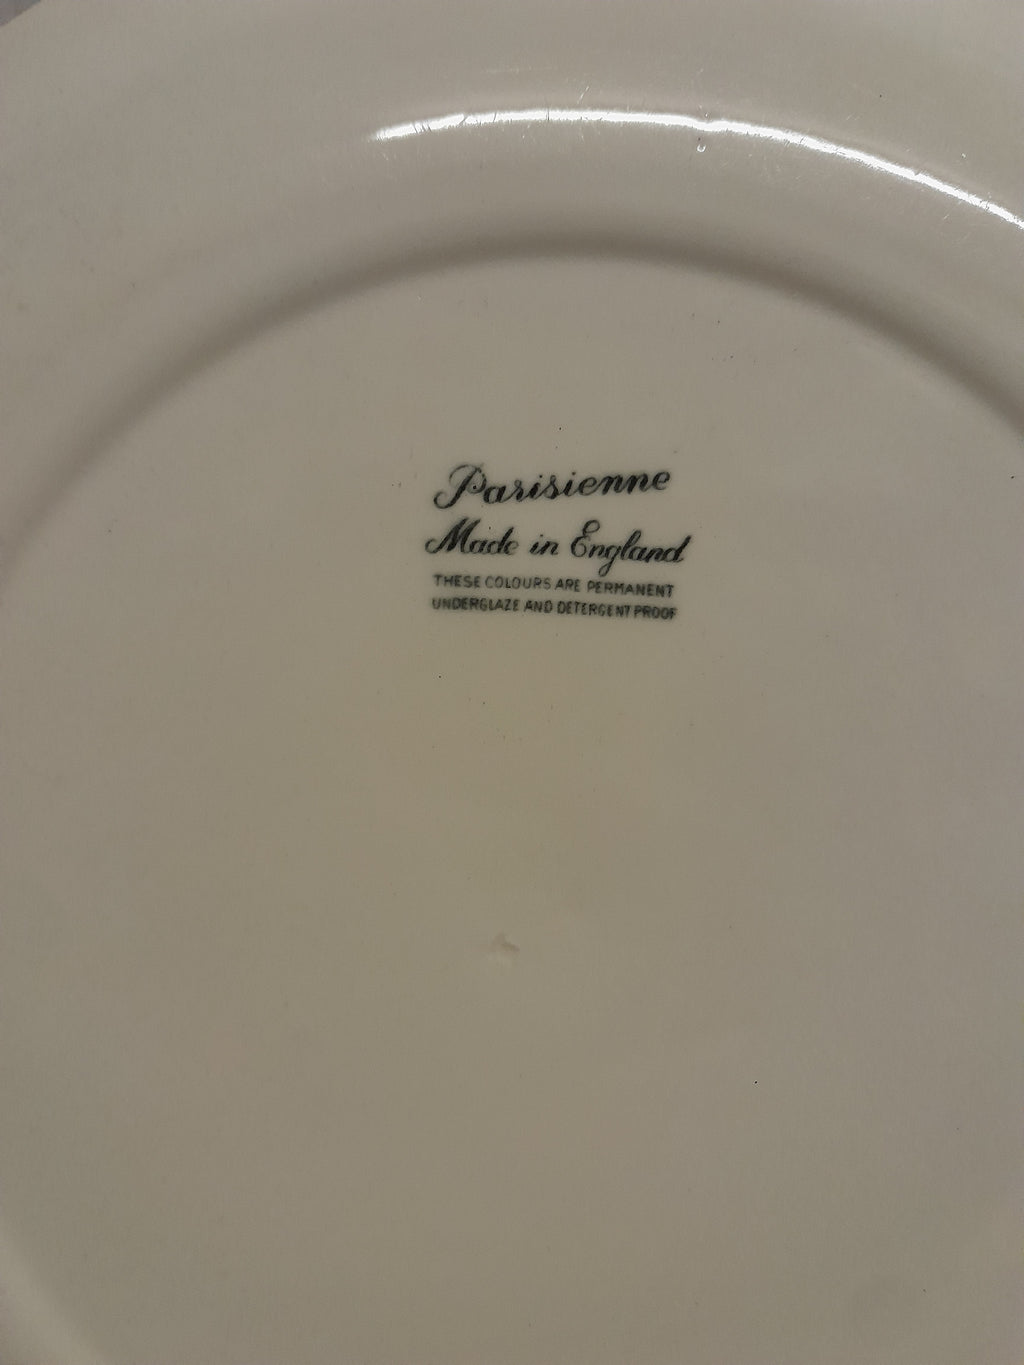 Parisienne
Made in England
THESE COLOURS ARE PERMANENT
UNDERGLAZE AND DETERGENT PROOF